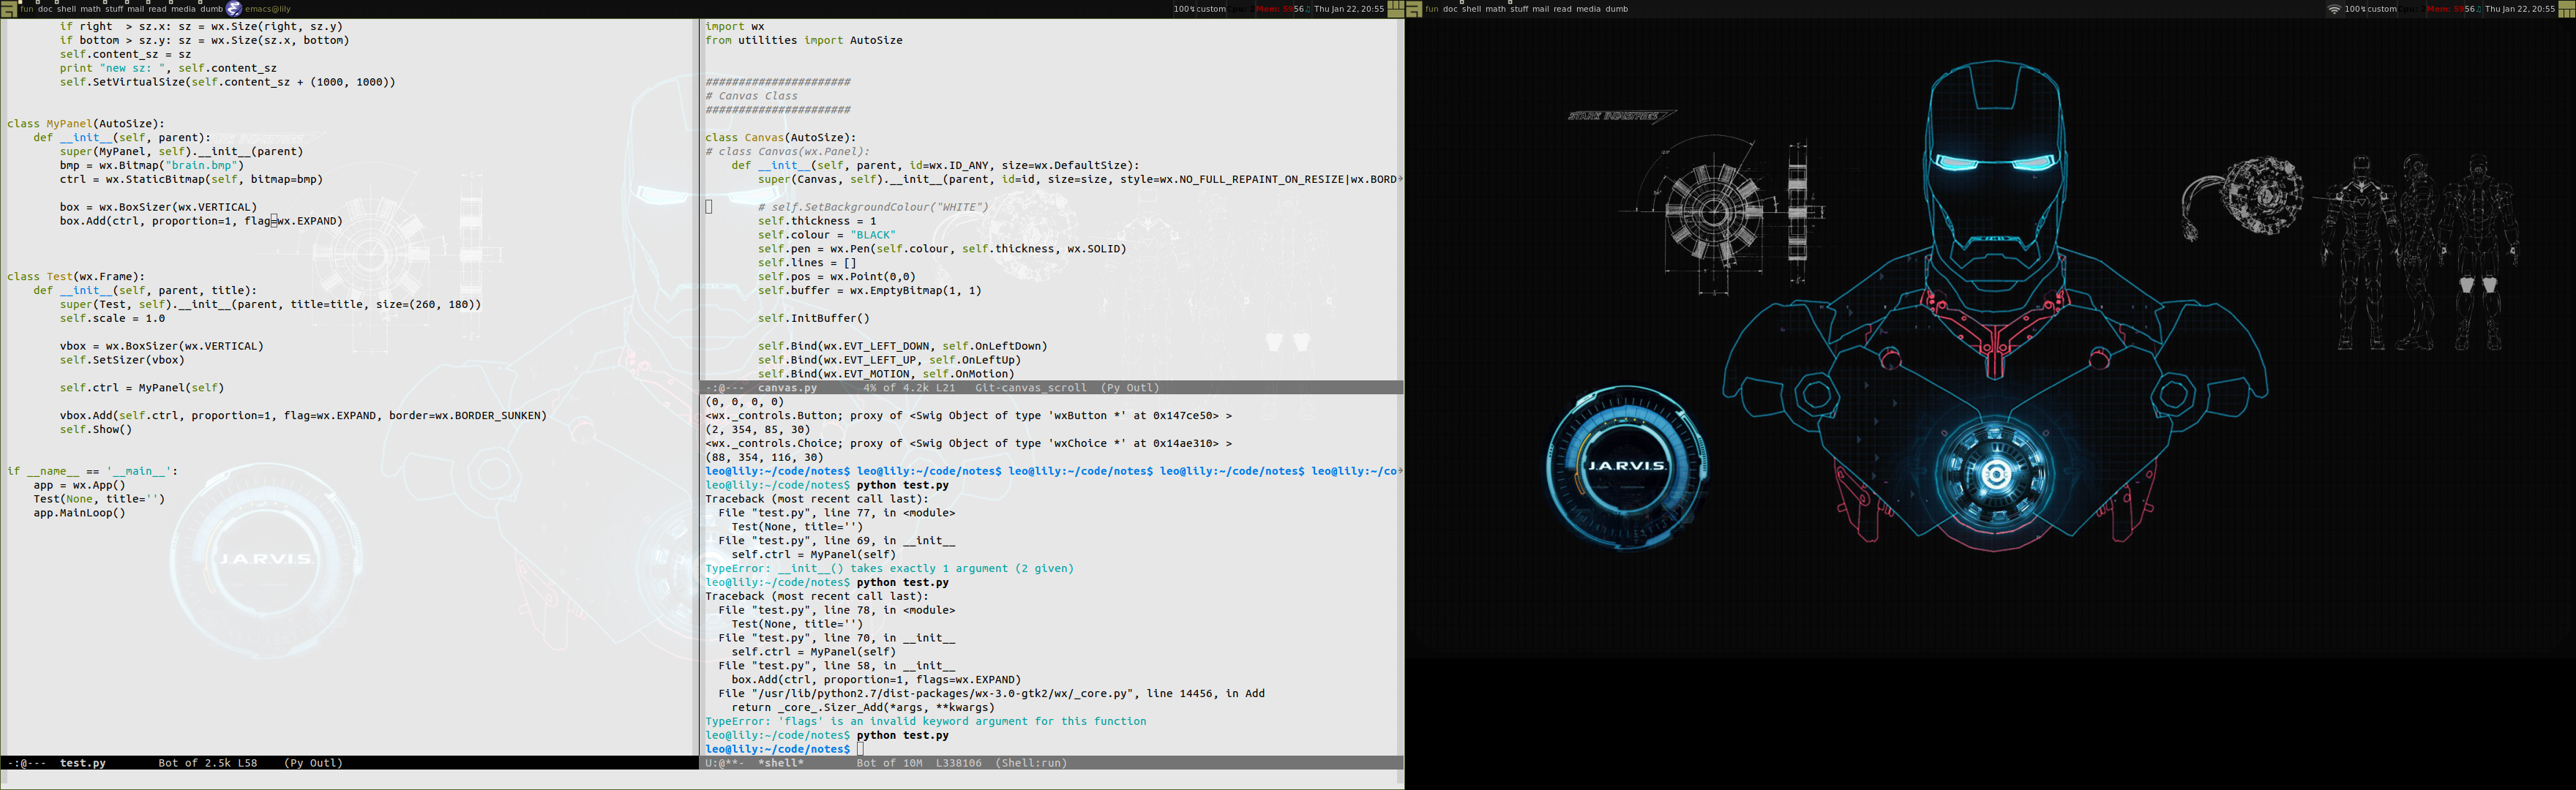 fun doc shell math stuff mail read media dumb emacs@lily
100% custom Cpu: Mem: 59 56 Thu Jan 22, 20:55
        if right  > sz.x: sz = wx.Size(right, sz.y)
        if bottom > sz.y: sz = wx.Size(sz.x, bottom)
        self.content_sz = sz
        print "new sz: ", self.content_sz
        self.SetVirtualSize(self.content_sz + (1000, 1000))
class MyPanel(AutoSize):
    def __init__(self, parent):
        super(MyPanel, self).__init__(parent)
        bmp = wx.Bitmap("brain.bmp")
        ctrl = wx.StaticBitmap(self, bitmap=bmp)
        box = wx.BoxSizer(wx.VERTICAL)
        box.Add(ctrl, proportion=1, flag=wx.EXPAND)
class Test(wx.Frame):
    def __init__(self, parent, title):
        super(Test, self).__init__(parent, title=title, size=(260, 180))
        self.scale = 1.0
        vbox = wx.BoxSizer(wx.VERTICAL)
        self.SetSizer(vbox)
        self.ctrl = MyPanel(self)
        vbox.Add(self.ctrl, proportion=1, flag=wx.EXPAND, border=wx.BORDER_SUNKEN)
        self.Show()
if __name__ == '__main__':
    app = wx.App()
    Test(None, title='')
    app.MainLoop()
J.A.R.V.I.S.
-:@---  test.py        Bot of 2.5k L58    (Py Outl)
import wx
from utilities import AutoSize
######################
# Canvas Class
######################
class Canvas(AutoSize):
# class Canvas(wx.Panel):
    def __init__(self, parent, id=wx.ID_ANY, size=wx.DefaultSize):
        super(Canvas, self).__init__(parent, id=id, size=size, style=wx.NO_FULL_REPAINT_ON_RESIZE|wx.BORD
        # self.SetBackgroundColour("WHITE")
        self.thickness = 1
        self.colour = "BLACK"
        self.pen = wx.Pen(self.colour, self.thickness, wx.SOLID)
        self.lines = []
        self.pos = wx.Point(0,0)
        self.buffer = wx.EmptyBitmap(1, 1)
        self.InitBuffer()
        self.Bind(wx.EVT_LEFT_DOWN, self.OnLeftDown)
        self.Bind(wx.EVT_LEFT_UP, self.OnLeftUp)
        self.Bind(wx.EVT_MOTION, self.OnMotion)
-:@---  canvas.py       4% of 4.2k L21   Git-canvas_scroll  (Py Outl)
(0, 0, 0, 0)
<wx._controls.Button; proxy of <Swig Object of type 'wxButton *' at 0x147ce50> >
(2, 354, 85, 30)
<wx._controls.Choice; proxy of <Swig Object of type 'wxChoice *' at 0x14ae310> >
(88, 354, 116, 30)
leo@lily:~/code/notes$ leo@lily:~/code/notes$ leo@lily:~/code/notes$ leo@lily:~/code/notes$ leo@lily:~/co
leo@lily:~/code/notes$ python test.py
Traceback (most recent call last):
  File "test.py", line 77, in <module>
    Test(None, title='')
  File "test.py", line 69, in __init__
    self.ctrl = MyPanel(self)
TypeError: __init__() takes exactly 1 argument (2 given)
leo@lily:~/code/notes$ python test.py
Traceback (most recent call last):
  File "test.py", line 78, in <module>
    Test(None, title='')
  File "test.py", line 70, in __init__
    self.ctrl = MyPanel(self)
  File "test.py", line 58, in __init__
    box.Add(ctrl, proportion=1, flags=wx.EXPAND)
  File "/usr/lib/python2.7/dist-packages/wx-3.0-gtk2/wx/_core.py", line 14456, in Add
    return _core_.Sizer_Add(*args, **kwargs)
TypeError: 'flags' is an invalid keyword argument for this function
leo@lily:~/code/notes$ python test.py
leo@lily:~/code/notes$
U:@**-  *shell*        Bot of 10M  L338106  (Shell:run)
fun doc shell math stuff mail read media dumb
100% custom Cpu: Mem: 59 56 Thu Jan 22, 20:55
STARK INDUSTRIES
J.A.R.V.I.S.